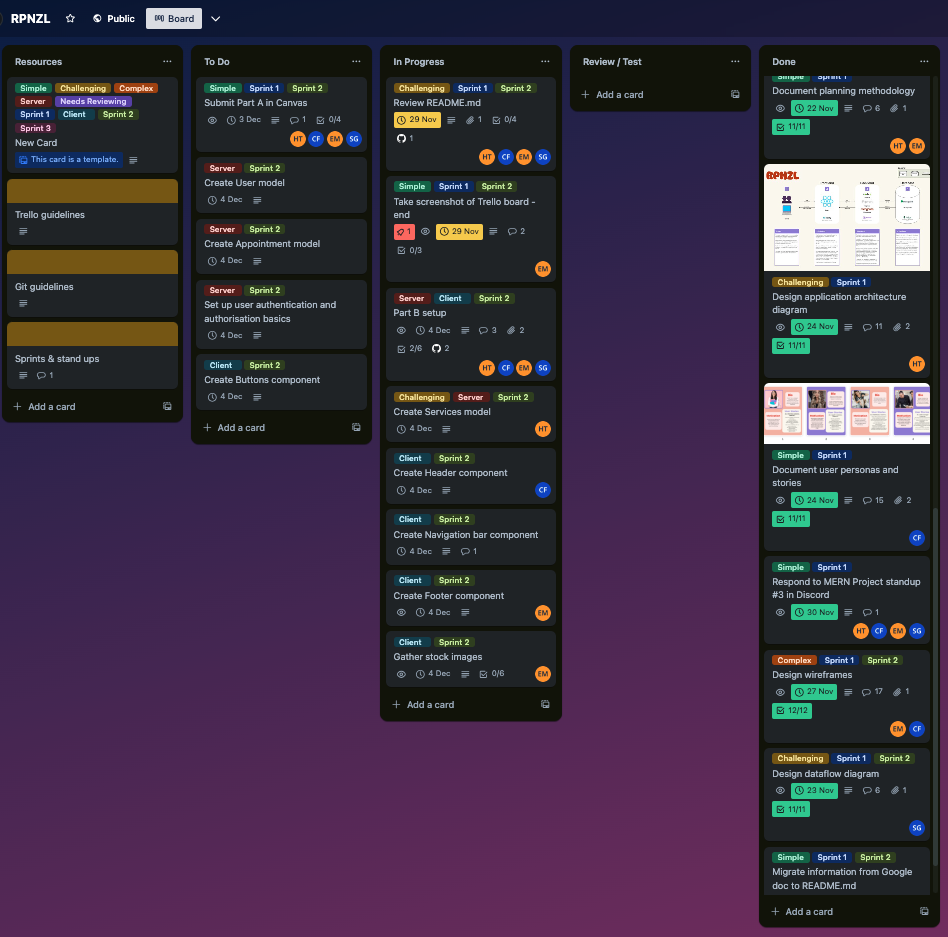 RPNZL Public Board
Resources
Simple Challenging Complex
Server Needs Reviewing
Sprint 1 Client Sprint 2
Sprint 3
New Card
This card is a template.
Trello guidelines
Git guidelines
Sprints & stand ups
1
+ Add a card
To Do
Simple Sprint 1 Sprint 2
Submit Part A in Canvas
3 Dec 1 0/4
HT CF EM SG
Server Sprint 2
Create User model
4 Dec
Server Sprint 2
Create Appointment model
4 Dec
Server Sprint 2
Set up user authentication and
authorisation basics
4 Dec
Client Sprint 2
Create Buttons component
4 Dec
+ Add a card
In Progress
Challenging Sprint 1 Sprint 2
Review README.md
29 Nov 1 0/4
1
HT CF EM SG
Simple Sprint 1 Sprint 2
Take screenshot of Trello board -
end
1 29 Nov 2
0/3
EM
Server Client Sprint 2
Part B setup
4 Dec 3 2
2/6 2
HT CF EM SG
Challenging Server Sprint 2
Create Services model
4 Dec HT
Client Sprint 2
Create Header component
4 Dec CF
Client Sprint 2
Create Navigation bar component
4 Dec 1
Client Sprint 2
Create Footer component
4 Dec EM
Client Sprint 2
Gather stock images
4 Dec 0/6 EM
+ Add a card
Review / Test
+ Add a card
Done
Simple Sprint 1
Document planning methodology
22 Nov 6 1
11/11
HT EM
RPNZL
Challenging Sprint 1
Design application architecture
diagram
24 Nov 11 2
11/11
HT
Simple Sprint 1
Document user personas and
stories
24 Nov 15 2
11/11
CF
Simple Sprint 1
Respond to MERN Project standup
#3 in Discord
30 Nov 1
HT CF EM SG
Complex Sprint 1 Sprint 2
Design wireframes
27 Nov 17 1
12/12
EM CF
Challenging Sprint 1 Sprint 2
Design dataflow diagram
23 Nov 6 1
11/11
SG
Simple Sprint 1 Sprint 2
Migrate information from Google
doc to README.md
+ Add a card